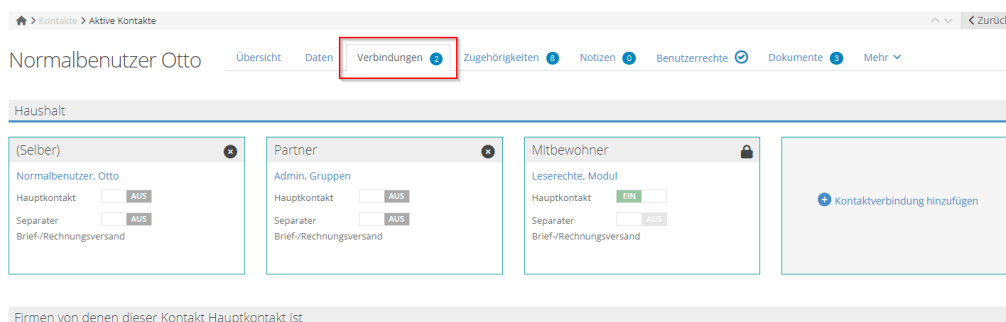 > Kontakte > Aktive Kontakte
Zurück
Normalbenutzer Otto
Übersicht Daten Verbindungen 2 Zugehörigkeiten 8 Notizen 0 Benutzerrechte Dokumente 3 Mehr
Haushalt
(Selber)
Normalbenutzer, Otto
Hauptkontakt AUS
Separater AUS
Brief-/Rechnungsversand
Partner
Admin, Gruppen
Hauptkontakt AUS
Separater AUS
Brief-/Rechnungsversand
Mitbewohner
Leserechte, Modul
Hauptkontakt EIN
Separater AUS
Brief-/Rechnungsversand
Kontaktverbindung hinzufügen
Firmen von denen dieser Kontakt Hauptkontakt ist